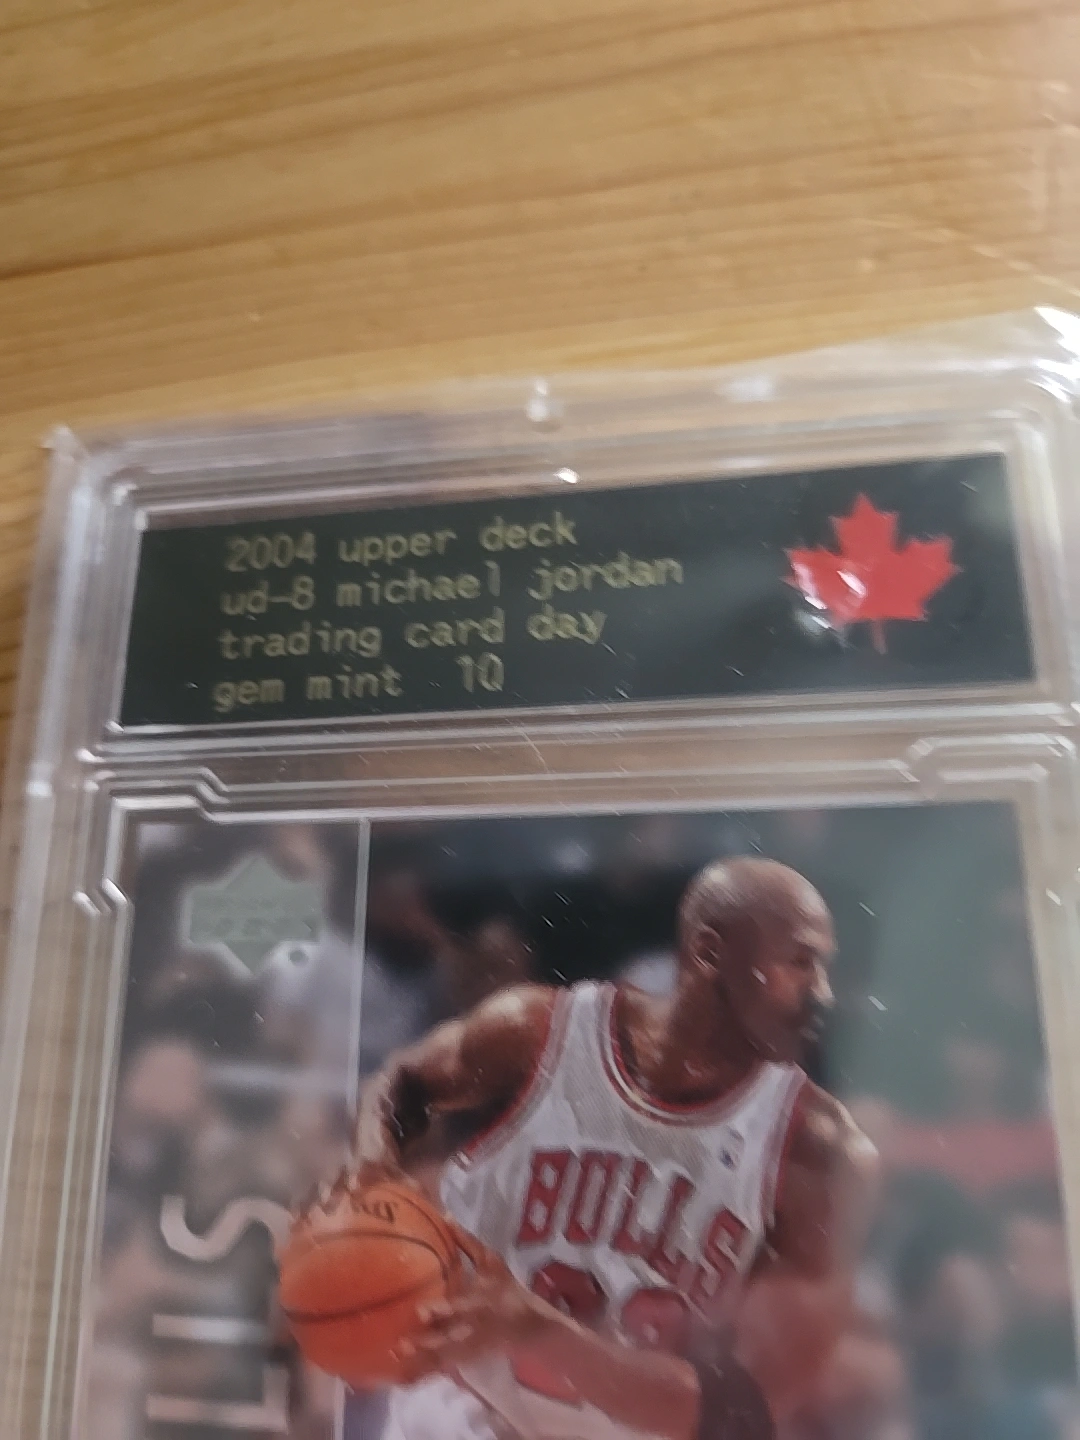 2004 upper deck
ud-8 michael jordan
trading card day
gem mint 10
BULLS